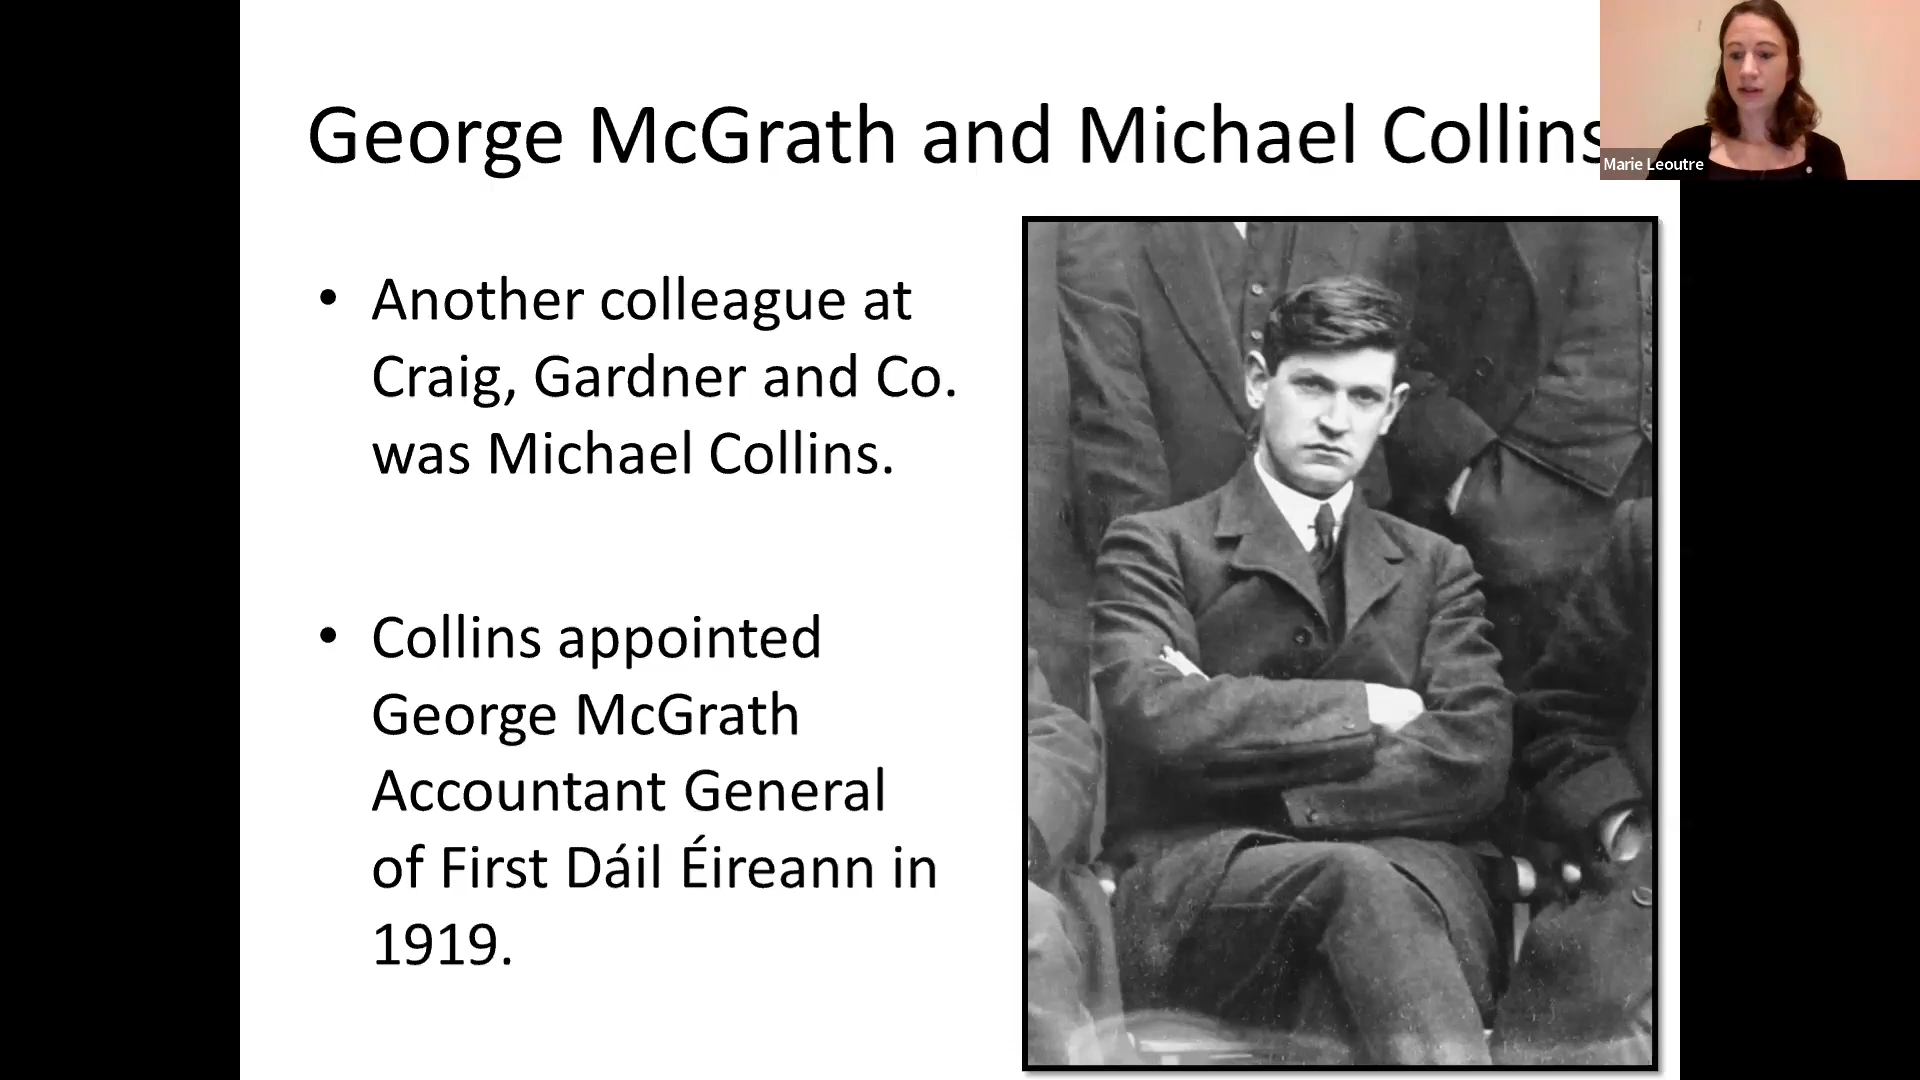 George McGrath and Michael Collins
Marie Leoutre
• Another colleague at
Craig, Gardner and Co.
was Michael Collins.
• Collins appointed
George McGrath
Accountant General
of First Dáil Éireann in
1919.